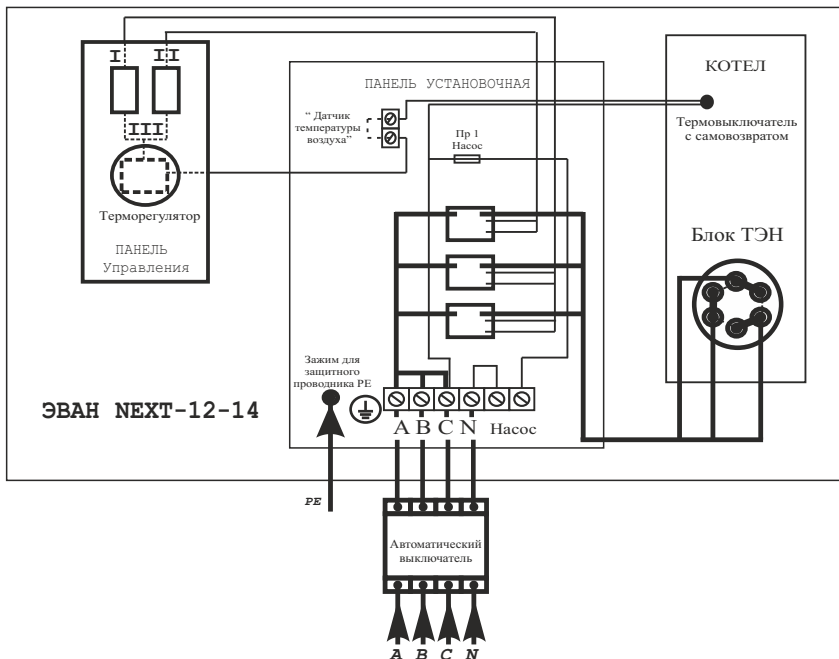 I II
III
Терморегулятор
ПАНЕЛЬ
Управления
ПАНЕЛЬ УСТАНОВОЧНАЯ
“ Датчик
температуры
воздуха”
Пр 1
Насос
КОТЕЛ
Термовыключатель
с самовозвратом
Блок ТЭН
Зажим для
защитного
проводника PE
ЭВАН NEXT-12-14
A B C N Насос
PE
Автоматический
выключатель
A B C N